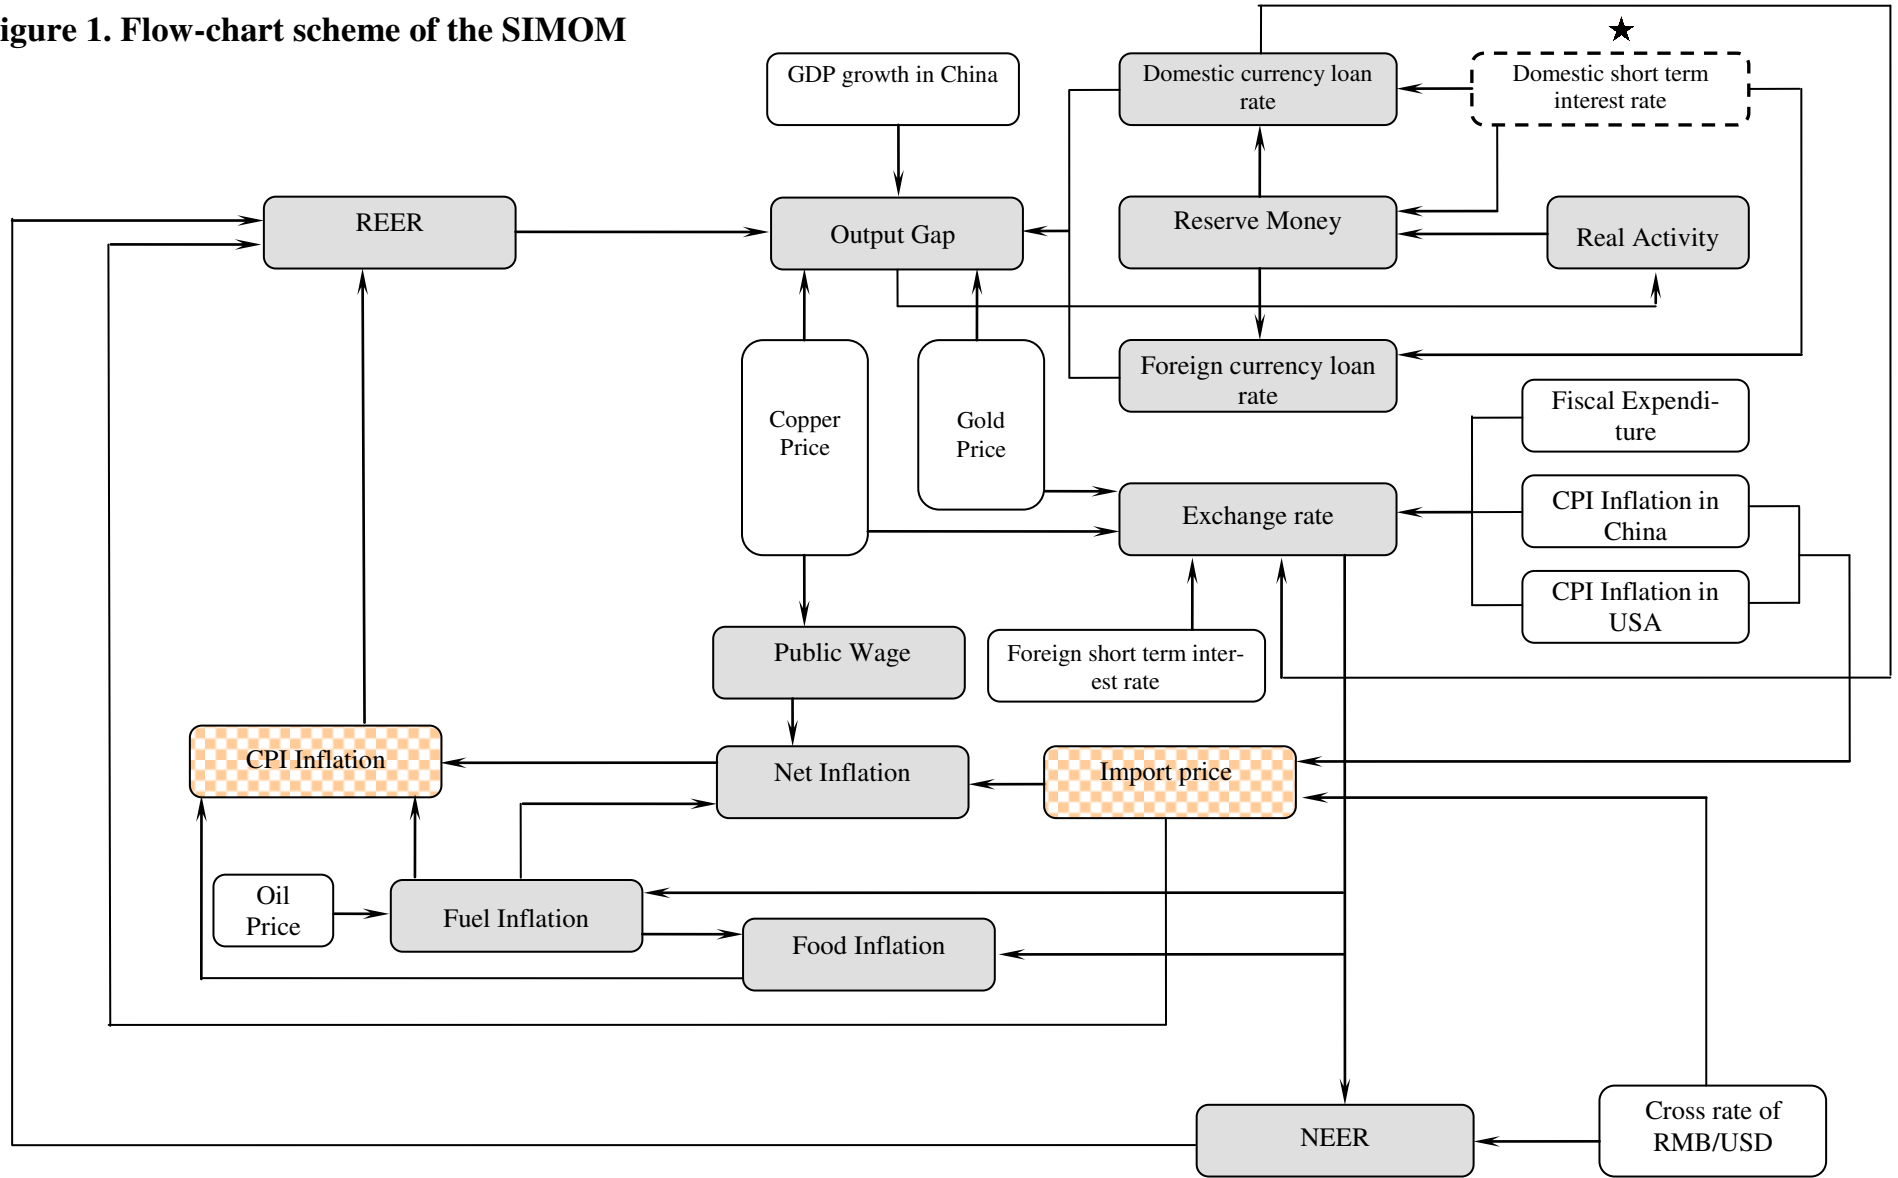 igure 1. Flow-chart scheme of the SIMOM
GDP growth in China
Domestic currency loan
rate
Domestic short term
interest rate
REER
Output Gap
Reserve Money
Real Activity
Foreign currency loan
rate
Copper
Price
Gold
Price
Fiscal Expendi-
ture
Exchange rate
CPI Inflation in
China
CPI Inflation in
USA
Public Wage
Foreign short term inter-
est rate
CPI Inflation
Net Inflation
Import price
Oil
Price
Fuel Inflation
Food Inflation
NEER
Cross rate of
RMB/USD